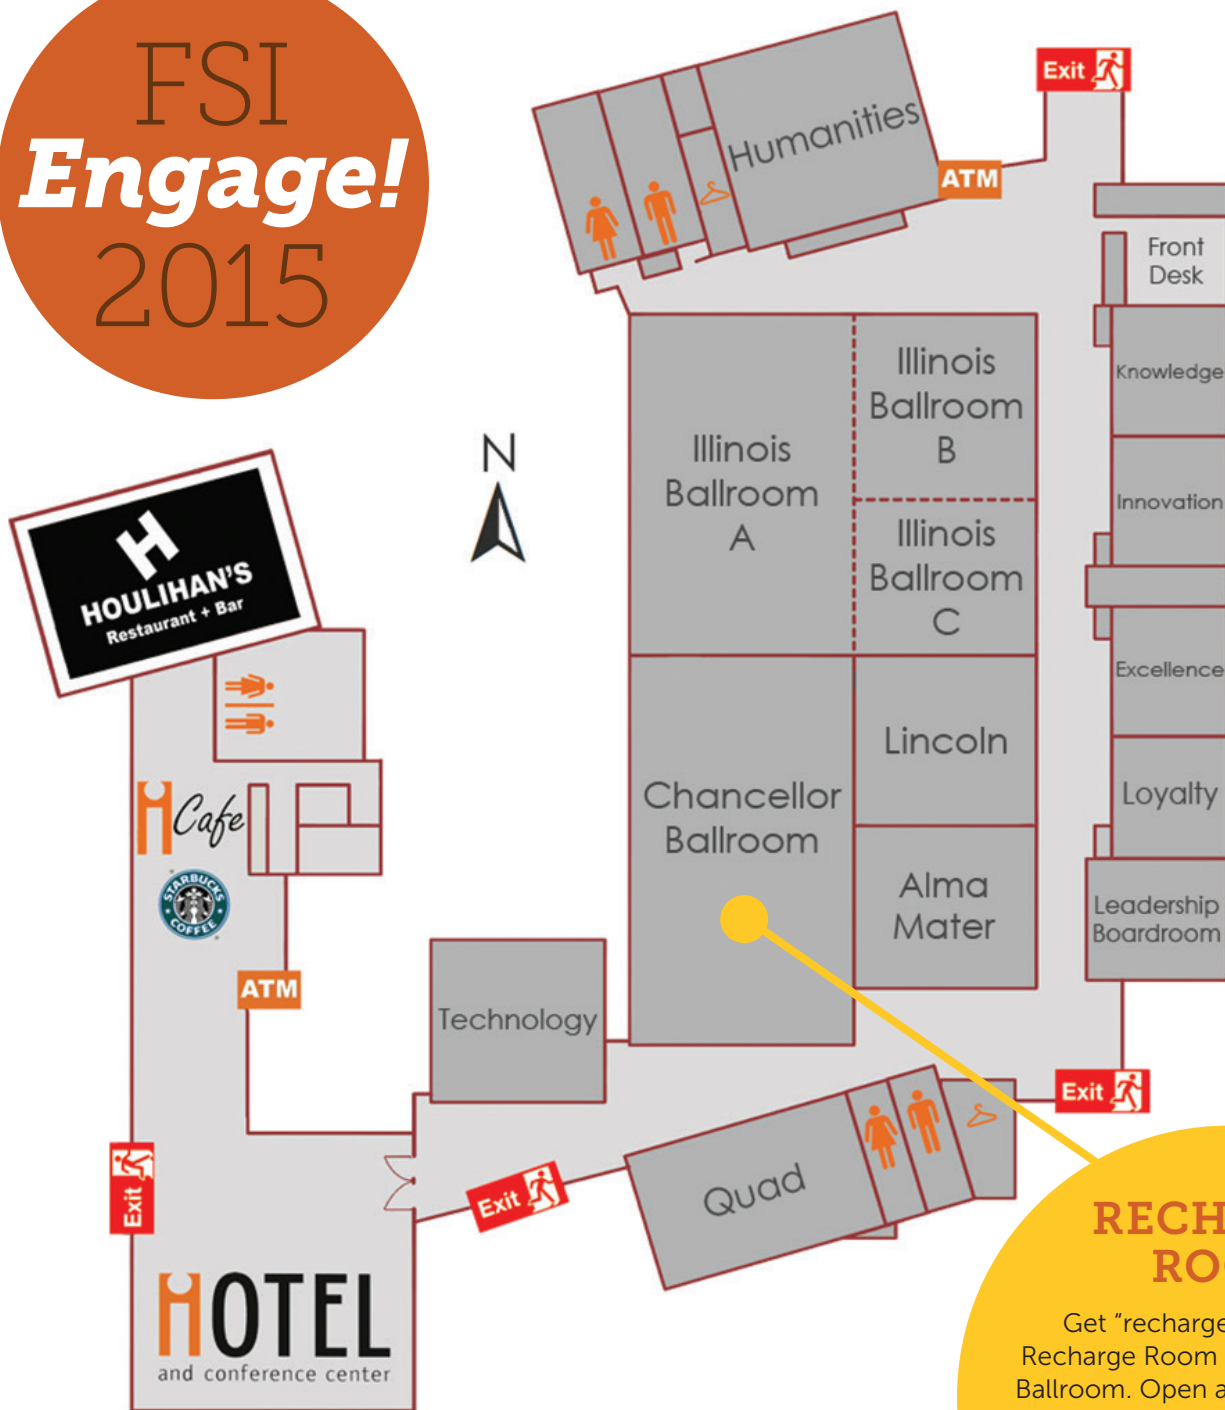 FSI
Engage!
2015
Exit
Humanities
ATM
Front
Desk
Knowledge
Illinois
Ballroom
A
Illinois
Ballroom
B
Innovation
Illinois
Ballroom
C
N
H
HOULIHAN'S
Restaurant + Bar
Excellence
Lincoln
Chancellor
Ballroom
Loyalty
H Cafe
STARBUCKS
COFFEE
Alma
Mater
Leadership
Boardroom
ATM
Technology
Exit
Exit
Exit
Quad
HOTEL
and conference center
RECH
RO
Get "recharge
Recharge Room
Ballroom. Open a